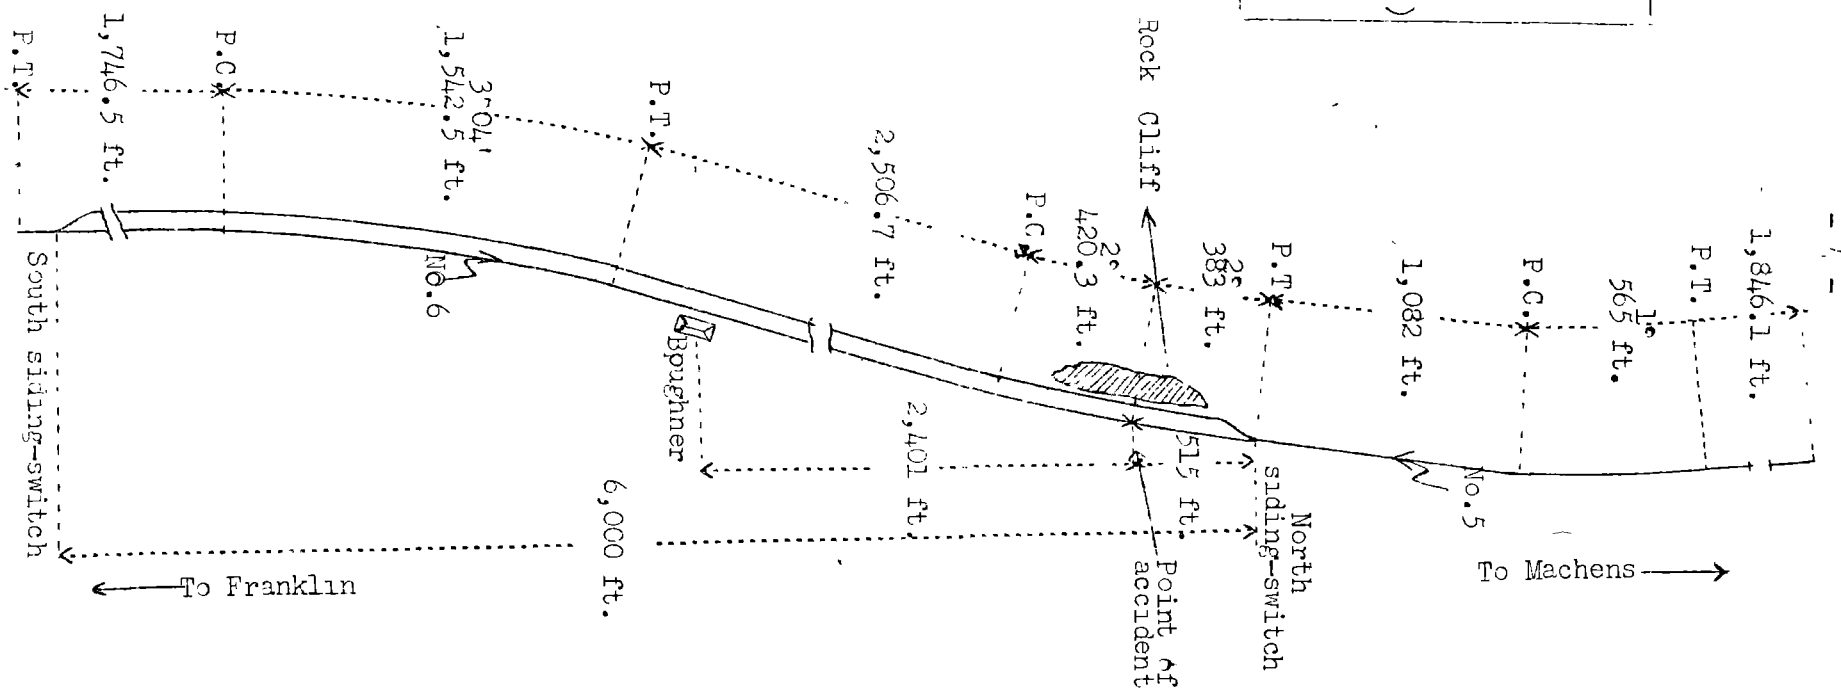 P.T.
1,746.5 ft.
P.C.
3°04'
1,542.5 ft.
P.T.
2,506.7 ft.
P.C.
2°
420.3 ft.
Rock Cliff
2°
383 ft.
P.T.
1,082 ft.
P.C.
1°
565 ft.
P.T.
1,846.1 ft.
No.6
Boughner
No.5
2,401 ft.
515 ft.
North
siding-switch
South siding-switch
6,000 ft.
Point of
accident
To Franklin
To Machens